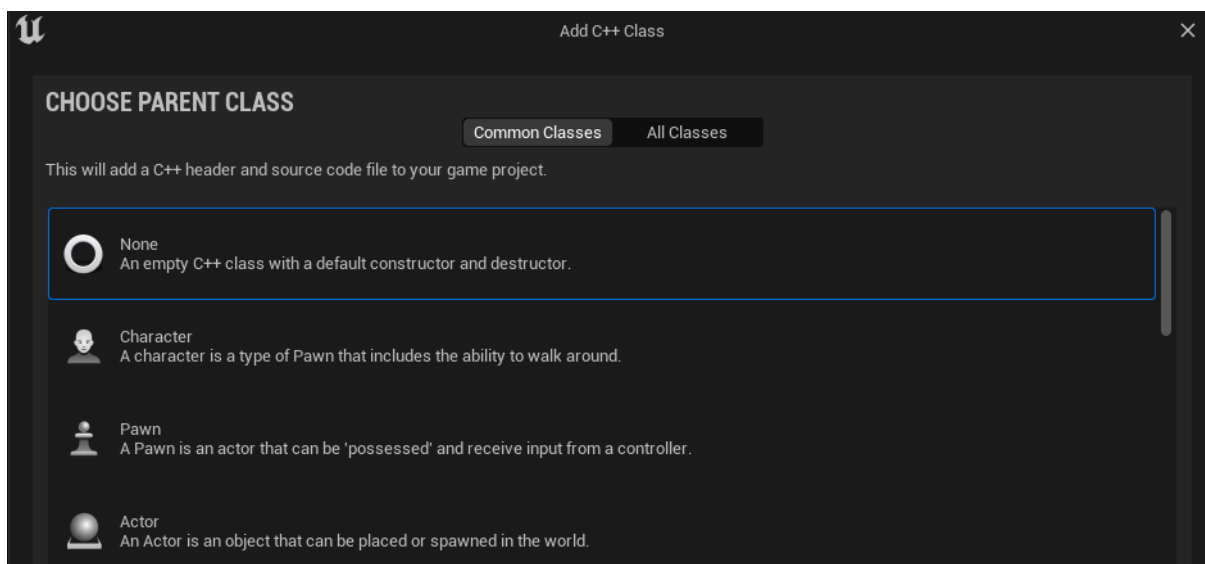 Add C++ Class
CHOOSE PARENT CLASS
Common Classes
All Classes
This will add a C++ header and source code file to your game project.
None
An empty C++ class with a default constructor and destructor.
Character
A character is a type of Pawn that includes the ability to walk around.
Pawn
A Pawn is an actor that can be 'possessed' and receive input from a controller.
Actor
An Actor is an object that can be placed or spawned in the world.